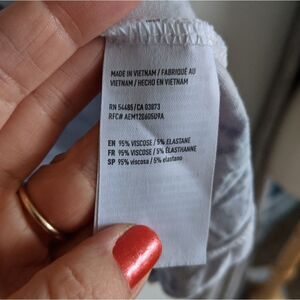 MADE IN VIETNAM / FABRIQUÉ AU
VIETNAM / HECHO EN VIETNAM
RN 54485/CA 03873
RFC# AEM1206050J9A
EN 95% VISCOSE / 5% ELASTANE
FR 95% VISCOSE / 5% ÉLASTHANNE
SP 95% viscosa / 5% elastano